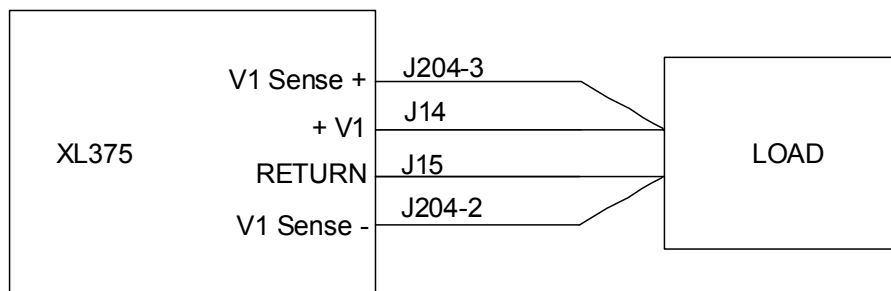 V1 Sense +
J204-3
+ V1
J14
XL375
LOAD
RETURN
J15
V1 Sense -
J204-2